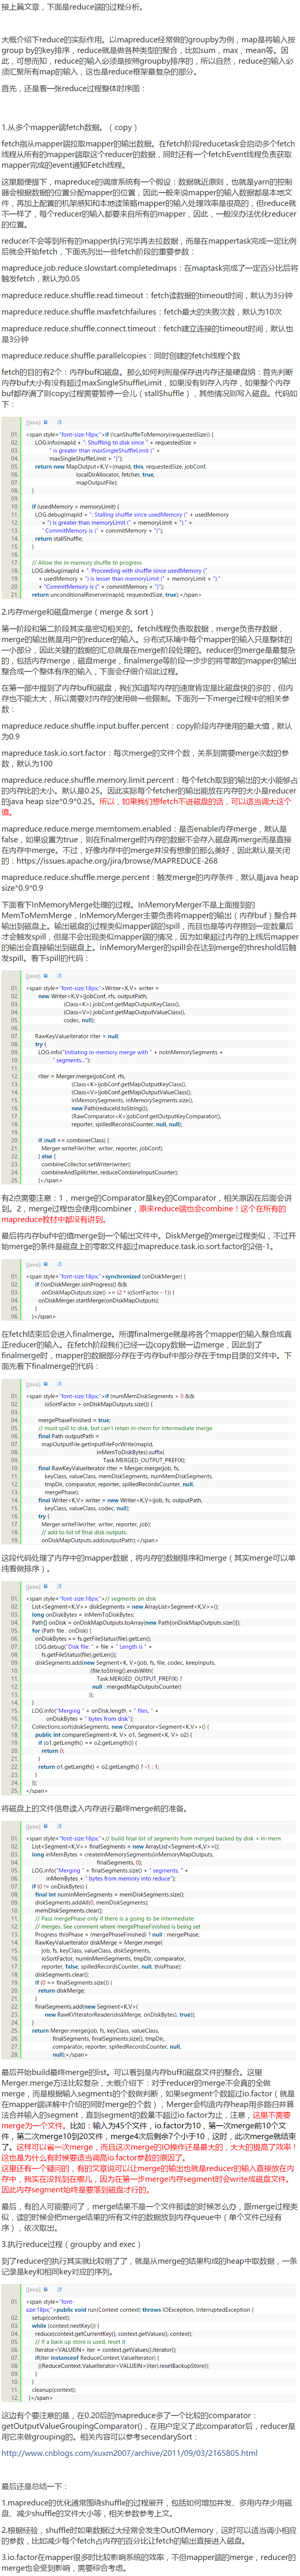 接上篇文章，下面是reduce端的过程分析。
大概介绍下reduce的实际作用。以mapreduce经常做的groupby为例，map是将输入按
group by的key排序，reduce就是做各种类型的聚合，比如sum，max，mean等。因
此，可想而知，reduce的输入必须是按照groupby排序的，所以自然，reduce的输入必
须汇聚所有map的输入，这也是reduce框架最复杂的部分。
首先，还是看一张reduce过程整体时序图：
1.从多个mapper端fetch数据。（copy）
fetch指从mapper端拉取mapper的输出数据。在fetch阶段reducetask会启动多个fetch
线程从所有的mapper端取这个reducer的数据，同时还有一个fetchEvent线程负责获取
mapper完成的event通知Fetch线程。
这里顺便提下，mapreduce的调度系统有一个假设：数据就近原则，也就是yarn的控制
器会根据数据的位置分配mapper的位置，因此一般来说mapper的输入数据都是本地文
件，再加上配置的机架感知和本地读策略mapper的输入处理效率是很高的，但reduce就
不一样了，每个reducer的输入都要来自所有的mapper，因此，一般没办法优化reducer
的位置。
reducer不会等到所有的mapper执行完毕再去拉数据，而是在mappertask完成一定比例
后就会开始fetch，下面先列出一些fetch阶段的重要参数：
mapreduce.job.reduce.slowstart.completedmaps：在maptask完成了一定百分比后将
触发fetch，默认为0.05
mapreduce.reduce.shuffle.read.timeout：fetch读数据的timeout时间，默认为3分钟
mapreduce.reduce.shuffle.maxfetchfailures：fetch最大的失败次数，默认为10次
mapreduce.reduce.shuffle.connect.timeout：fetch建立连接的timeout时间，默认也
是3分钟
mapreduce.reduce.shuffle.parallelcopies：同时创建的fetch线程个数
fetch的目的有2个：内存buf和磁盘。那么如何判别是保存进内存还是硬盘呐：首先判断
内存buf大小有没有超过maxSingleShuffleLimit，如果没有则存入内存，如果整个内存
buf都存满了则copy过程需要暂停一会儿（stallShuffle），其他情况则写入磁盘。代码如
下：
[java]
01. <span style="font-size:18px;">if (!canShuffleToMemory(requestedSize)) {
02. LOG.info(mapId + ": Shuffling to disk since " + requestedSize +
03. " is greater than maxSingleShuffleLimit (" +
04. maxSingleShuffleLimit + ")");
05. return new MapOutput<K,V>(mapId, this, requestedSize, jobConf,
06. localDirAllocator, fetcher, true,
07. mapOutputFile);
08. }
09.
10. if (usedMemory > memoryLimit) {
11. LOG.debug(mapId + ": Stalling shuffle since usedMemory (" + usedMemory
12. + ") is greater than memoryLimit (" + memoryLimit + ")." +
13. " CommitMemory is (" + commitMemory + ")");
14. return stallShuffle;
15. }
16.
17. // Allow the in-memory shuffle to progress
18. LOG.debug(mapId + ": Proceeding with shuffle since usedMemory ("
19. + usedMemory + ") is lesser than memoryLimit (" + memoryLimit + ")."
20. + "CommitMemory is (" + commitMemory + ")");
21. return unconditionalReserve(mapId, requestedSize, true);</span>
2.内存merge和磁盘merge（merge & sort）
第一阶段和第二阶段其实是密切相关的。fetch线程负责取数据，merge负责存数据，
merge的输出就是用户的reducer的输入。分布式环境中每个mapper的输入只是整体的
一小部分，因此关键的数据的汇总就是在merge阶段处理的。reducer的merge是最复杂
的，包括内存merge，磁盘merge，finalmerge等阶段一步步的将零散的mapper的输出
整合成一个整体有序的输入，下面会仔细介绍此过程。
在第一部中提到了内存buf和磁盘，我们知道写内存的速度肯定是比磁盘快的多的，但内
存也不能太大，所以需要对内存的使用做一些限制。下面列一下merge过程中的相关参
数：
mapreduce.reduce.shuffle.input.buffer.percent：copy阶段内存使用的最大值，默认
为0.9
mapreduce.task.io.sort.factor：每次merge的文件个数，关系到需要merge次数的参
数，默认为100
mapreduce.reduce.shuffle.memory.limit.percent：每个fetch取到的输出的大小能够占
的内存比的大小。默认是0.25。因此实际每个fetcher的输出能放在内存的大小是reducer
的java heap size*0.9*0.25。所以，如果我们想fetch不进磁盘的话，可以适当调大这个
值。
mapreduce.reduce.merge.memtomem.enabled：是否enable内存merge，默认是
false，如果设置为true，则在finalmerge时内存的数据不会存入磁盘再merge而是直接
在内存中merge。不过，好像内存中的merge并没有想象的那么美好，因此默认是关闭
的：https://issues.apache.org/jira/browse/MAPREDUCE-268
mapreduce.reduce.shuffle.merge.percent：触发merge的内存条件，默认是java heap
size*0.9*0.9
下面看下InMemoryMerge处理的过程。InMemoryMerger不是上面提到的
MemToMemMerge，InMemoryMerger主要负责将mapper的输出（内存buf）整合并
输出到磁盘上。输出磁盘的过程类似mapper端的spill，而且也是等内存攒到一定数量后
才会触发spill，但是不会出现类似mapper端的情况，因为如果超过内存的上线后mapper
的输出会直接输出到磁盘上。InMemoryMerger的spill会在达到merge的threshold后触
发spill。看下spill的代码：
[java]
01. <span style="font-size:18px;">Writer<K,V> writer =
02. new Writer<K,V>(jobConf, rfs, outputPath,
03. (Class<K>) jobConf.getMapOutputKeyClass(),
04. (Class<V>) jobConf.getMapOutputValueClass(),
05. codec, null);
06.
07. RawKeyValueIterator rIter = null;
08. try {
09. LOG.info("Initiating in-memory merge with " + noInMemorySegments +
10. " segments...");
11.
12. rIter = Merger.merge(jobConf, rfs,
13. (Class<K>)jobConf.getMapOutputKeyClass(),
14. (Class<V>)jobConf.getMapOutputValueClass(),
15. inMemorySegments, inMemorySegments.size(),
16. new Path(reduceId.toString()),
17. (RawComparator<K>)jobConf.getOutputKeyComparator(),
18. reporter, spilledRecordsCounter, null, null);
19.
20. if (null == combinerClass) {
21. Merger.writeFile(rIter, writer, reporter, jobConf);
22. } else {
23. combineCollector.setWriter(writer);
24. combineAndSpill(rIter, reduceCombineInputCounter);
25. }</span>
有2点需要注意：1，merge的Comparator是key的Comparator，相关原因在后面会讲
到。2，merge过程也会使用combiner，原来reduce端也会combine！这个在所有的
mapreduce教材中都没有讲到。
最后将内存buf中的值merge到一个输出文件中。DiskMerge的merge过程类似，不过开
始merge的条件是磁盘上的零散文件超过mapreduce.task.io.sort.factor的2倍-1。
[java]
01. <span style="font-size:18px;">synchronized (onDiskMerger) {
02. if (!onDiskMerger.isInProgress() &&
03. onDiskMapOutputs.size() >= (2 * ioSortFactor - 1)) {
04. onDiskMerger.startMerge(onDiskMapOutputs);
05. }
06. }</span>
在fetch结束后会进入finalmerge。所谓finalmerge就是将各个mapper的输入整合成真
正reducer的输入。在fetch阶段我们已经一边copy数据一边merge，因此到了
finalmerge时，mapper的数据部分存在于内存buf中部分存在于tmp目录的文件中。下
面先看下finalmerge的代码：
[java]
01. <span style="font-size:18px;">if (numMemDiskSegments > 0 &&
02. ioSortFactor > onDiskMapOutputs.size()) {
03.
04. mergePhaseFinished = true;
05. // must spill to disk, but can't retain in-mem for intermediate merge
06. final Path outputPath =
07. mapOutputFile.getInputFileForWrite(mapId,
08. inMemToDiskBytes).suffix(
09. Task.MERGED_OUTPUT_PREFIX);
10. final RawKeyValueIterator rIter = Merger.merge(job, fs,
11. keyClass, valueClass, memDiskSegments, numMemDiskSegments,
12. tmpDir, comparator, reporter, spilledRecordsCounter, null,
13. mergePhase);
14. final Writer<K,V> writer = new Writer<K,V>(job, fs, outputPath,
15. keyClass, valueClass, codec, null);
16. try {
17. Merger.writeFile(rIter, writer, reporter, job);
18. // add to list of final disk outputs.
19. onDiskMapOutputs.add(outputPath);</span>
这段代码处理了内存中的mapper数据，将内存的数据排序和merge（其实merge可以单
纯看做排序）。
[java]
01. <span style="font-size:18px;">// segments on disk
02. List<Segment<K,V>> diskSegments = new ArrayList<Segment<K,V>>();
03. long onDiskBytes = inMemToDiskBytes;
04. Path[] onDisk = onDiskMapOutputs.toArray(new Path[onDiskMapOutputs.size()]);
05. for (Path file : onDisk) {
06. onDiskBytes += fs.getFileStatus(file).getLen();
07. LOG.debug("Disk file: " + file + " Length is " +
08. fs.getFileStatus(file).getLen());
09. diskSegments.add(new Segment<K, V>(job, fs, file, codec, keepInputs,
10. (file.toString().endsWith(
11. Task.MERGED_OUTPUT_PREFIX) ?
12. null : mergedMapOutputsCounter)
13. ));
14. }
15. LOG.info("Merging " + onDisk.length + " files, " +
16. onDiskBytes + " bytes from disk");
17. Collections.sort(diskSegments, new Comparator<Segment<K,V>>() {
18. public int compare(Segment<K, V> o1, Segment<K, V> o2) {
19. if (o1.getLength() == o2.getLength()) {
20. return 0;
21. }
22. return o1.getLength() < o2.getLength() ? -1 : 1;
23. }
24. });
25. </span>
将磁盘上的文件信息读入内存进行最终merge前的准备。
[java]
01. <span style="font-size:18px;">// build final list of segments from merged backed by disk + in-mem
02. List<Segment<K,V>> finalSegments = new ArrayList<Segment<K,V>>();
03. long inMemBytes = createInMemorySegments(inMemoryMapOutputs,
04. finalSegments, 0);
05. LOG.info("Merging " + finalSegments.size() + " segments, " +
06. inMemBytes + " bytes from memory into reduce");
07. if (0 != onDiskBytes) {
08. final int numInMemSegments = memDiskSegments.size();
09. diskSegments.addAll(0, memDiskSegments);
10. memDiskSegments.clear();
11. // Pass mergePhase only if there is a going to be intermediate
12. // merges. See comment where mergePhaseFinished is being set
13. Progress thisPhase = (mergePhaseFinished) ? null : mergePhase;
14. RawKeyValueIterator diskMerge = Merger.merge(
15. job, fs, keyClass, valueClass, diskSegments,
16. ioSortFactor, numInMemSegments, tmpDir, comparator,
17. reporter, false, spilledRecordsCounter, null, thisPhase);
18. diskSegments.clear();
19. if (0 == finalSegments.size()) {
20. return diskMerge;
21. }
22. finalSegments.add(new Segment<K,V>(
23. new RawKVIteratorReader(diskMerge, onDiskBytes), true));
24. }
25. return Merger.merge(job, fs, keyClass, valueClass,
26. finalSegments, finalSegments.size(), tmpDir,
27. comparator, reporter, spilledRecordsCounter, null,
28. null);</span>
最后开始build最终merge的list。可以看到是内存buf和磁盘文件的整合。这里
Merger.merge方法比较复杂，大概介绍下：对于reducer的merge不会真的全做
merge，而是根据输入segments的个数做判断，如果segment个数超过io.factor（就是
在mapper端详解中介绍的同时merge的个数），Merger会构造内存heap用多路归并算
法合并输入的segment，直到segment的数量不超过io.factor为止，注意，这里不需要
merge为一个文件。比如：输入为45个文件，io.factor为10，第一次merge前10个文
件，第二次merge10到20文件，merge4次后剩余7个小于10，这时，此次merge就结束
了。这样可以省一次merge，而且这次merge的IO操作还是最大的，大大的提高了效率！
这也是为什么有时候要适当调高io.factor参数的原因了。
这里还有一个疑问的，有的文章说可以让merge的输出也就是reducer的输入直接放在内
存中，我实在没找到在哪儿，因为在第一步merge内存segment时会write成磁盘文件。
因此内存segment始终是要落到磁盘才行的。
最后，有的人可能要问了，merge结果不是一个文件那读的时候怎么办，跟merge过程类
似，读的时候会把merge结果的所有文件的数据放到内存queue中（单个文件已经有
序），依次取出。
3.执行reduce过程（groupby and exec）
到了reducer的执行其实就比较明了了，就是从merge的结果构成的heap中取数据，一条
记录是key和相同key对应的序列。
[java]
01. <span style="font-
size:18px;">public void run(Context context) throws IOException, InterruptedException {
02. setup(context);
03. while (context.nextKey()) {
04. reduce(context.getCurrentKey(), context.getValues(), context);
05. // If a back up store is used, reset it
06. Iterator<VALUEIN> iter = context.getValues().iterator();
07. if(iter instanceof ReduceContext.ValueIterator) {
08. ((ReduceContext.ValueIterator<VALUEIN>)iter).resetBackupStore();
09. }
10. }
11. cleanup(context);
12. }</span>
这边有个要注意的是，在0.20后的mapreduce多了一个比较的comparator：
getOutputValueGroupingComparator()，在用户定义了此comparator后，reducer是
用它来做grouping的。相关内容可以参考secendarySort：
http://www.cnblogs.com/xuxm2007/archive/2011/09/03/2165805.html
最后还是总结一下：
1.mapreduce的优化通常围绕shuffle的过程展开，包括如何增加并发、多用内存少用磁
盘、减少shuffle的文件大小等，相关参数参考上文。
2.根据经验，shuffle时如果数据过大经常会发生OutOfMemory，这时可以适当调小相应
的参数，比如减少每个fetch占内存的百分比让fetch的输出直接进入磁盘。
3.io.factor在mapper很多时比较影响系统的效率，不但mapper端的merge，reducer的
merge也会受到影响，需要综合考虑。